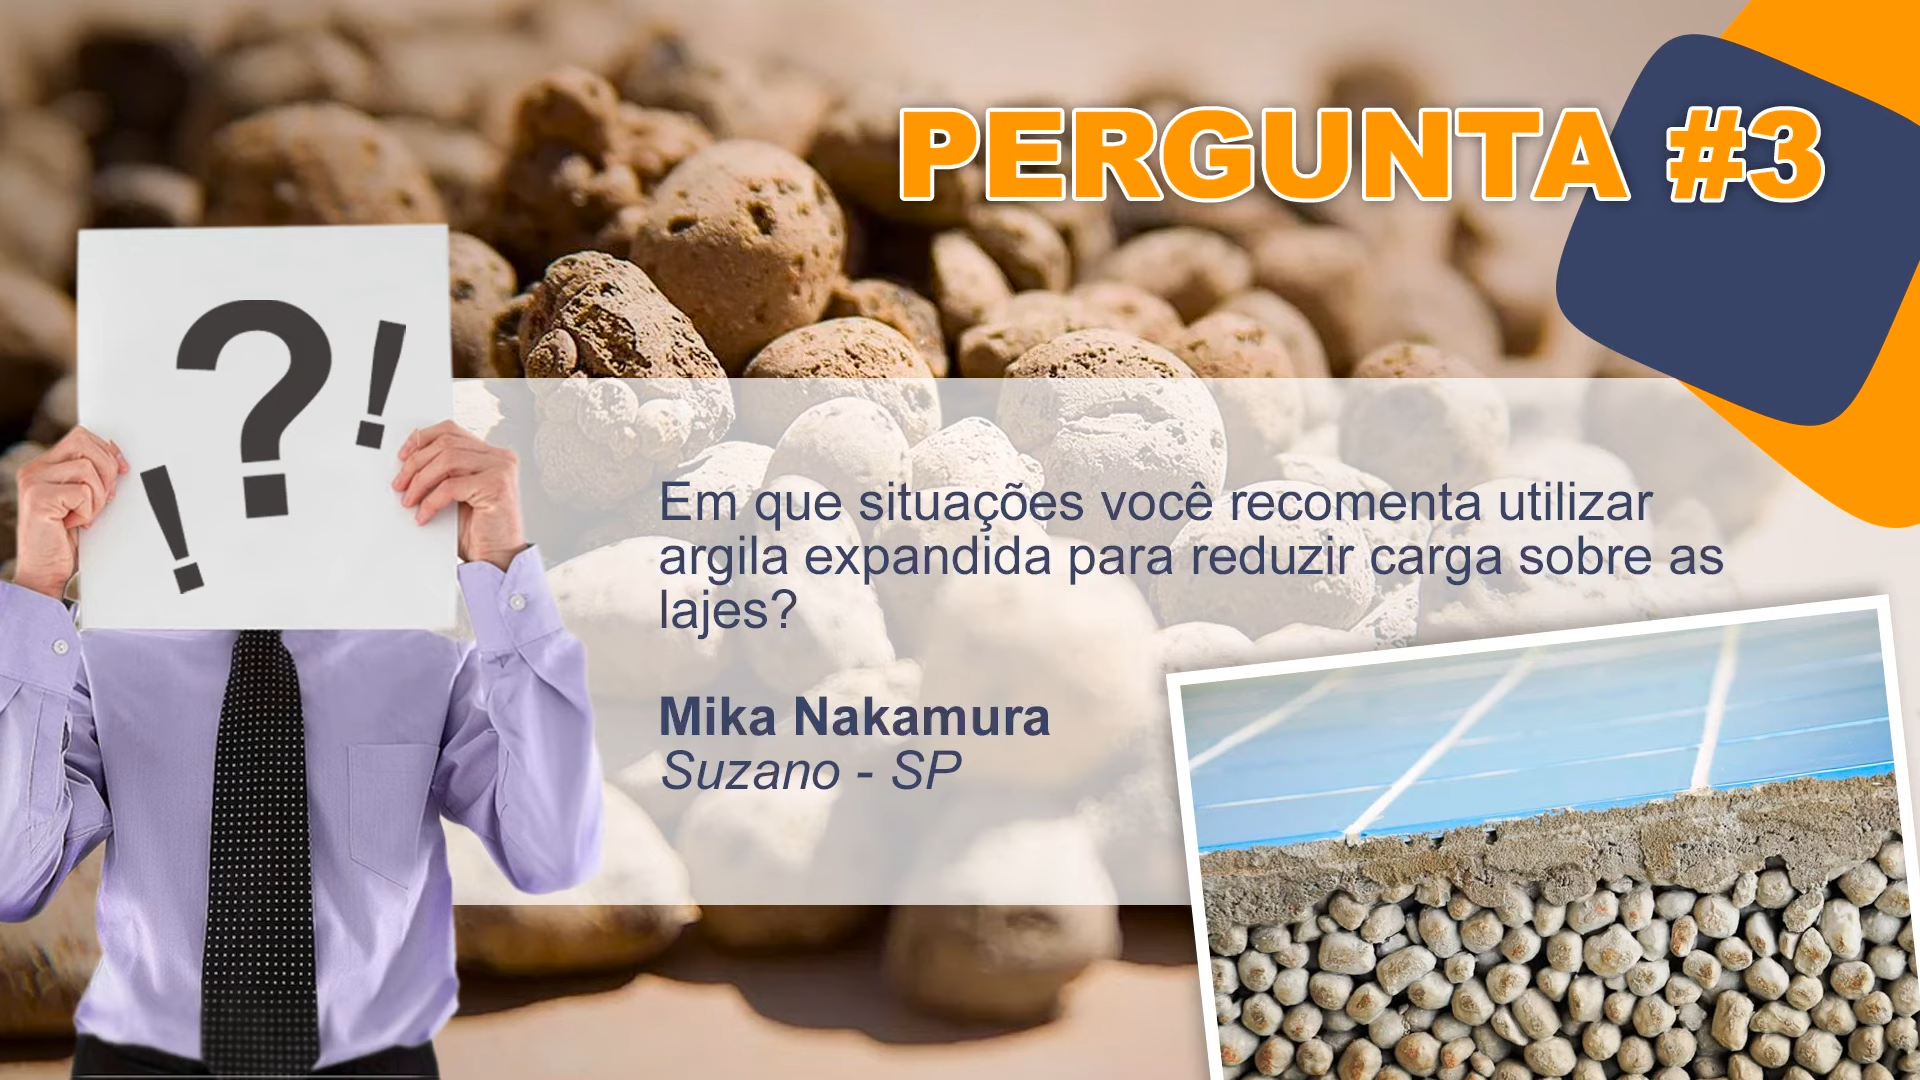 PERGUNTA #3
? ! !
Em que situações você recomenta utilizar
argila expandida para reduzir carga sobre as
lajes?
Mika Nakamura
Suzano - SP